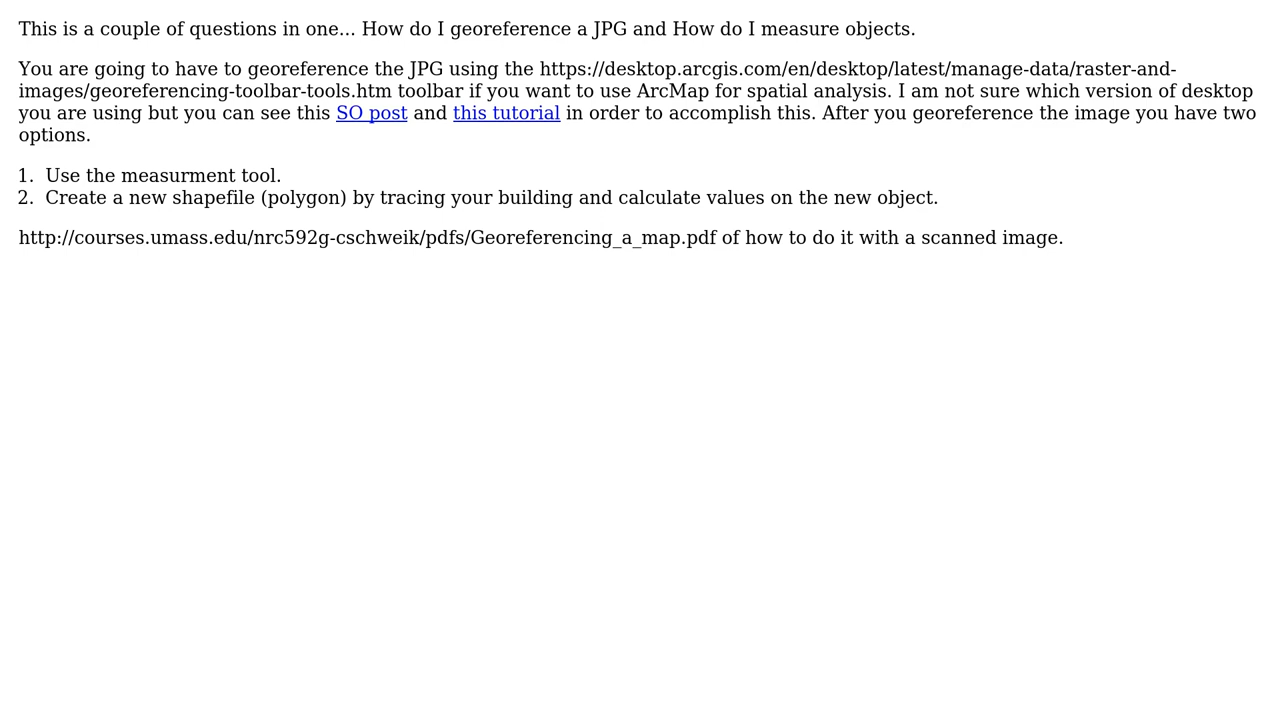 This is a couple of questions in one... How do I georeference a JPG and How do I measure objects.
You are going to have to georeference the JPG using the https://desktop.arcgis.com/en/desktop/latest/manage-data/raster-and-
images/georeferencing-toolbar-tools.htm toolbar if you want to use ArcMap for spatial analysis. I am not sure which version of desktop
you are using but you can see this SO post and this tutorial in order to accomplish this. After you georeference the image you have two
options.
1. Use the measurment tool.
2. Create a new shapefile (polygon) by tracing your building and calculate values on the new object.
http://courses.umass.edu/nrc592g-cschweik/pdfs/Georeferencing_a_map.pdf of how to do it with a scanned image.